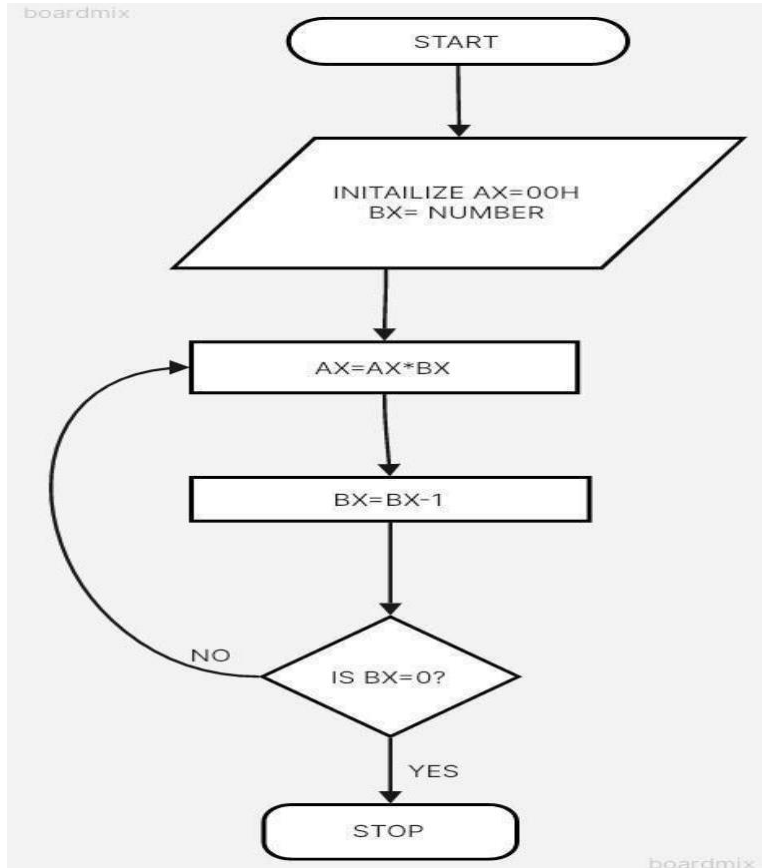 boardmix
START
INITAILIZE AX=00H
BX= NUMBER
AX=AX*BX
BX=BX-1
NO
IS BX=0?
YES
STOP
boardmix